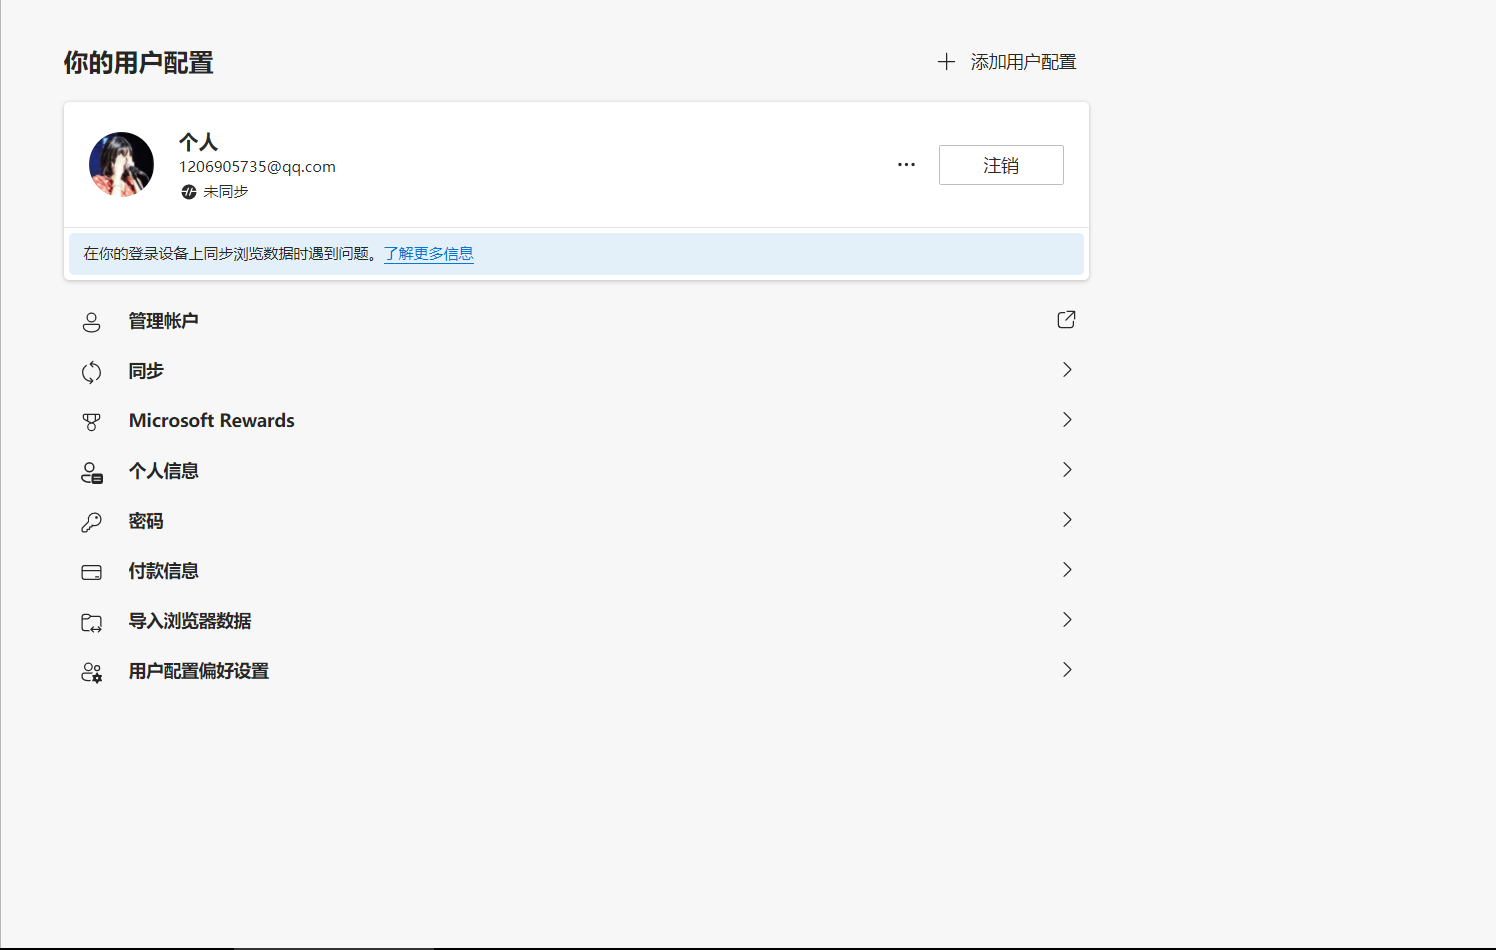 你的用户配置
添加用户配置
个人
1206905735@qq.com
未同步
注销
在你的登录设备上同步浏览数据时遇到问题。了解更多信息
管理帐户
同步
Microsoft Rewards
个人信息
密码
付款信息
导入浏览器数据
用户配置偏好设置